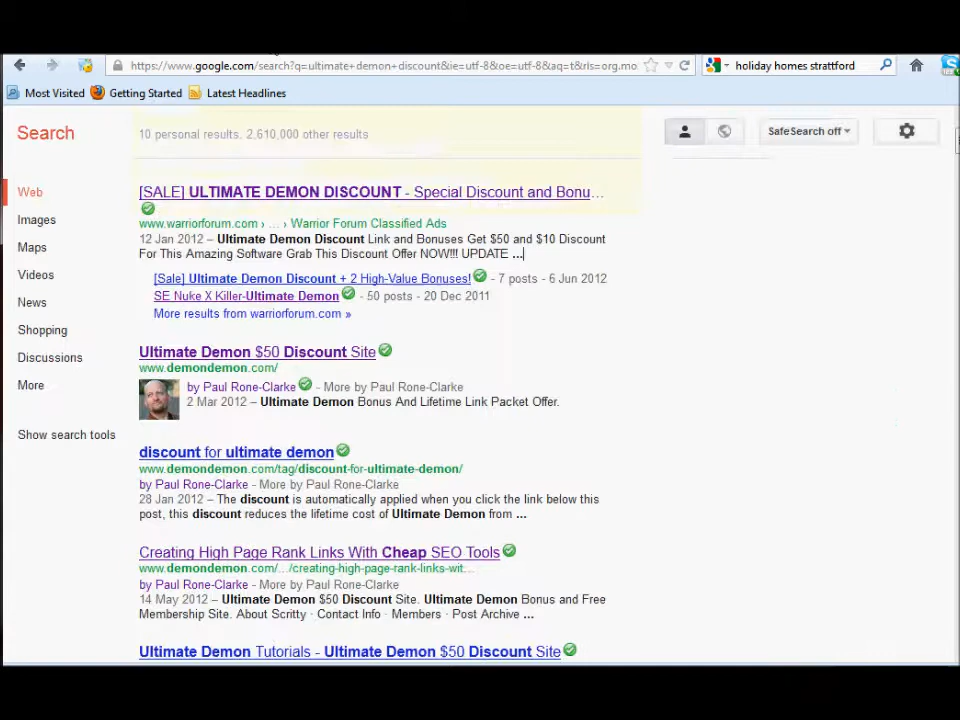 https://www.google.com/search?q=ultimate+demon+discount&ie=utf-8&oe=utf-8&aq=t&rls=org.mo
holiday homes strattford
Most Visited Getting Started Latest Headlines
Search
10 personal results. 2,610,000 other results
SafeSearch off
Web
Images
Maps
Videos
News
Shopping
Discussions
More
Show search tools
[SALE] ULTIMATE DEMON DISCOUNT - Special Discount and Bonu...
www.warriorforum.com › ... › Warrior Forum Classified Ads
12 Jan 2012 – Ultimate Demon Discount Link and Bonuses Get $50 and $10 Discount
For This Amazing Software Grab This Discount Offer NOW!!! UPDATE ...
[Sale] Ultimate Demon Discount + 2 High-Value Bonuses! - 7 posts - 6 Jun 2012
SE Nuke X Killer-Ultimate Demon - 50 posts - 20 Dec 2011
More results from warriorforum.com »
Ultimate Demon $50 Discount Site
www.demondemon.com/
by Paul Rone-Clarke - More by Paul Rone-Clarke
2 Mar 2012 – Ultimate Demon Bonus And Lifetime Link Packet Offer.
discount for ultimate demon
www.demondemon.com/tag/discount-for-ultimate-demon/
by Paul Rone-Clarke - More by Paul Rone-Clarke
28 Jan 2012 – The discount is automatically applied when you click the link below this
post, this discount reduces the lifetime cost of Ultimate Demon from ...
Creating High Page Rank Links With Cheap SEO Tools
www.demondemon.com/.../creating-high-page-rank-links-wit...
by Paul Rone-Clarke - More by Paul Rone-Clarke
14 May 2012 – Ultimate Demon $50 Discount Site. Ultimate Demon Bonus and Free
Membership Site. About Scritty · Contact Info · Members · Post Archive ...
Ultimate Demon Tutorials - Ultimate Demon $50 Discount Site